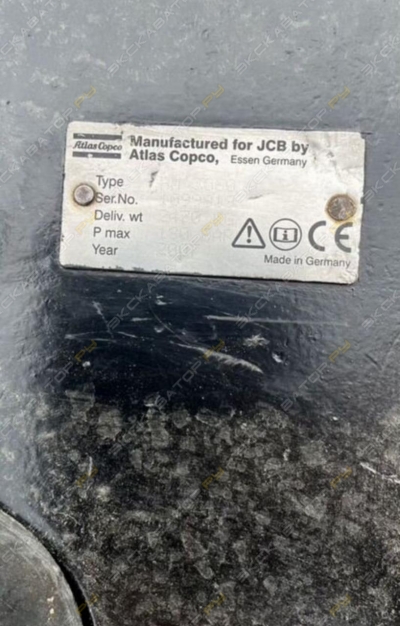 Atlas Copco
Manufactured for JCB by
Atlas Copco, Essen Germany
Type
Ser.No.
Deliv. wt
P max
Year
CE
Made in Germany